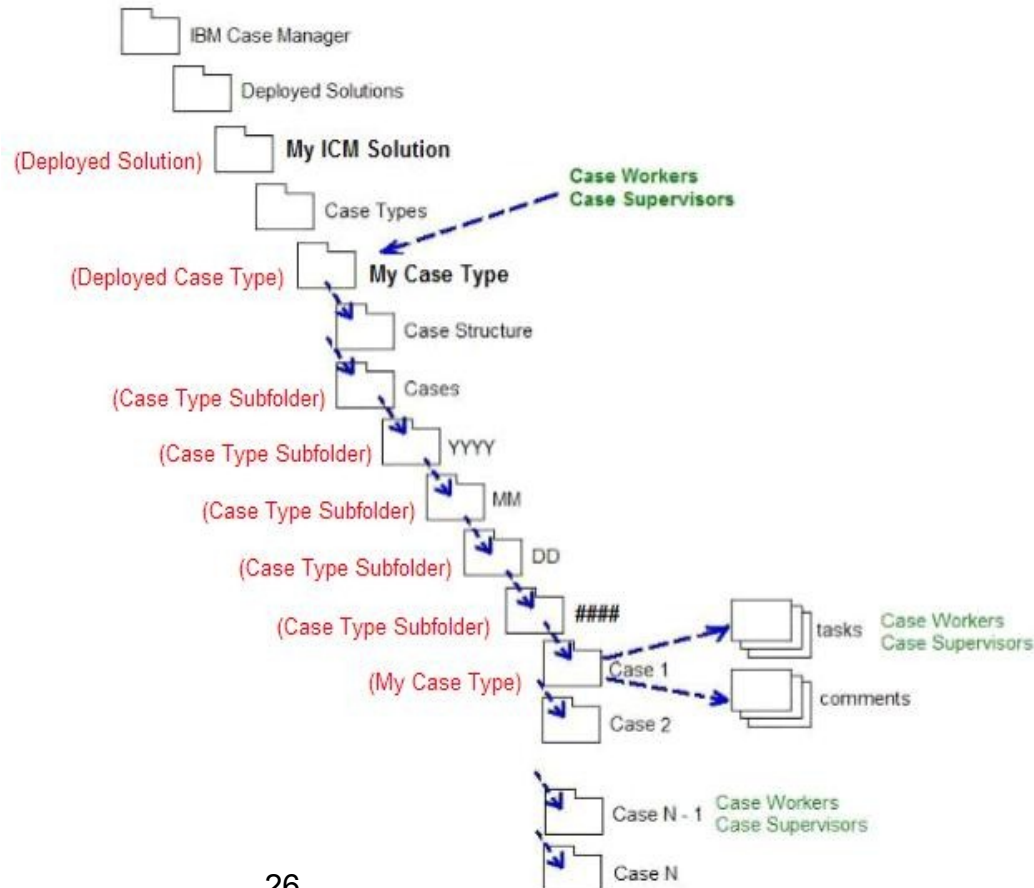 IBM Case Manager
Deployed Solutions
(Deployed Solution)
My ICM Solution
Case Workers
Case Supervisors
Case Types
(Deployed Case Type)
My Case Type
Case Structure
(Case Type Subfolder)
Cases
(Case Type Subfolder)
YYYY
(Case Type Subfolder)
MM
(Case Type Subfolder)
DD
(Case Type Subfolder)
####
tasks
Case Workers
Case Supervisors
(My Case Type)
Case 1
comments
Case 2
Case N - 1
Case Workers
Case Supervisors
Case N
26